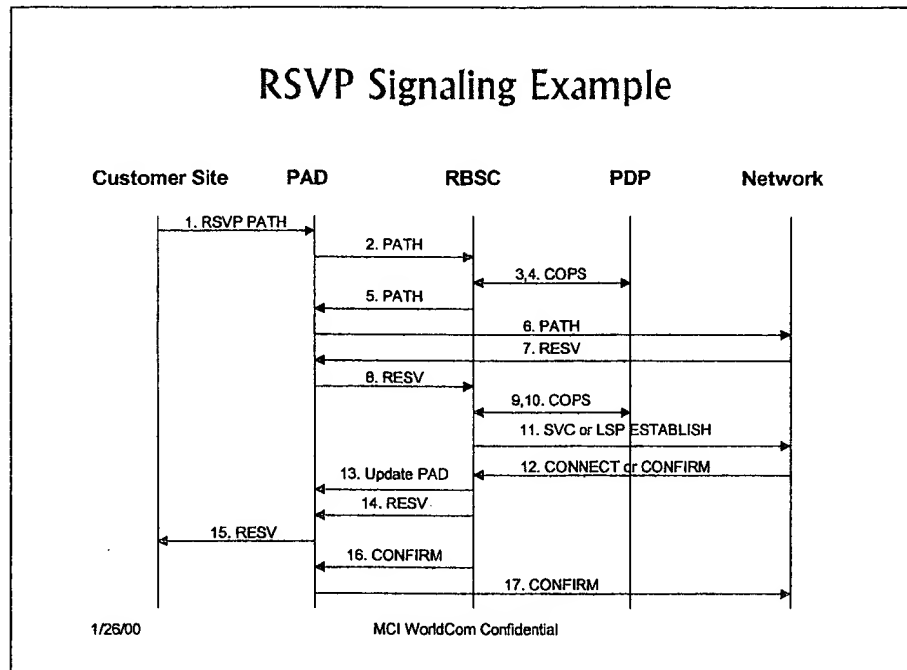 RSVP Signaling Example
Customer Site PAD RBSC PDP Network
1. RSVP PATH
2. PATH
3,4. COPS
5. PATH
6. PATH
7. RESV
8. RESV
9,10. COPS
11. SVC or LSP ESTABLISH
12. CONNECT or CONFIRM
13. Update PAD
14. RESV
15. RESV
16. CONFIRM
17. CONFIRM
1/26/00 MCI WorldCom Confidential